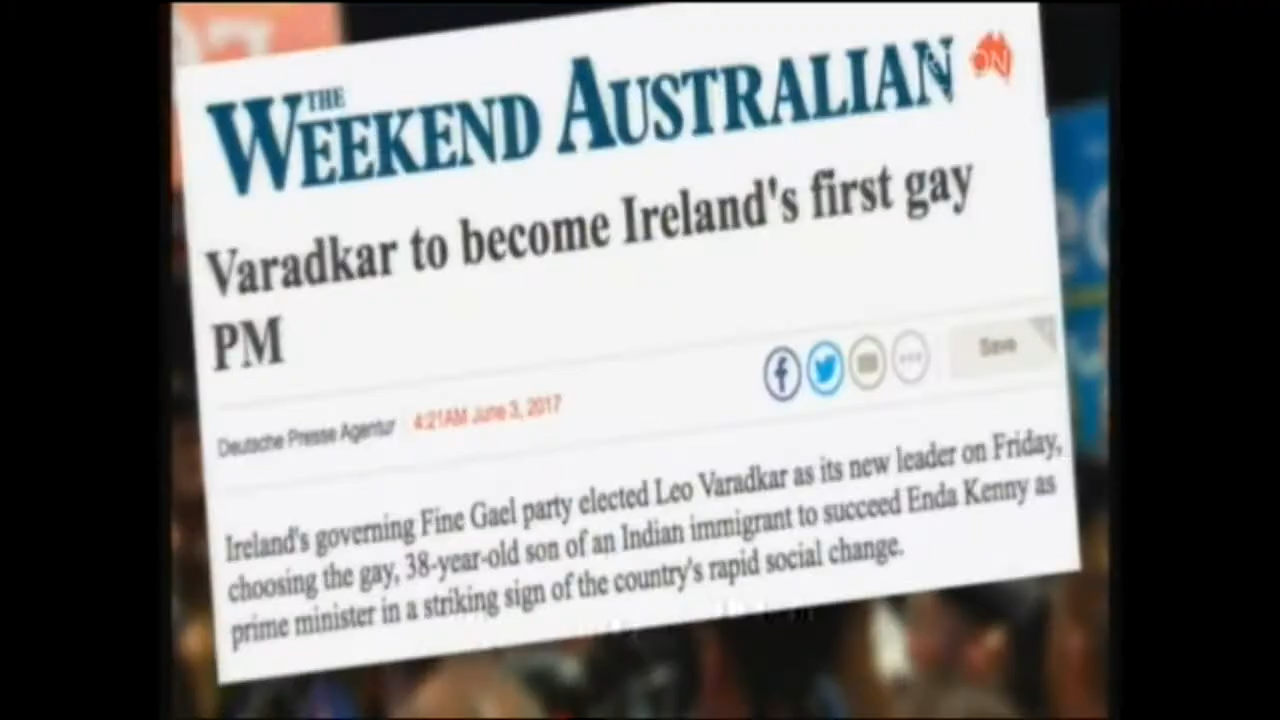 THE
WEEKEND AUSTRALIAN
Varadkar to become Ireland's first gay
PM
Save
Deutsche Presse Agentur 4:21AM June 3, 2017
Ireland's governing Fine Gael party elected Leo Varadkar as its new leader on Friday,
choosing the gay, 38-year-old son of an Indian immigrant to succeed Enda Kenny as
prime minister in a striking sign of the country's rapid social change.